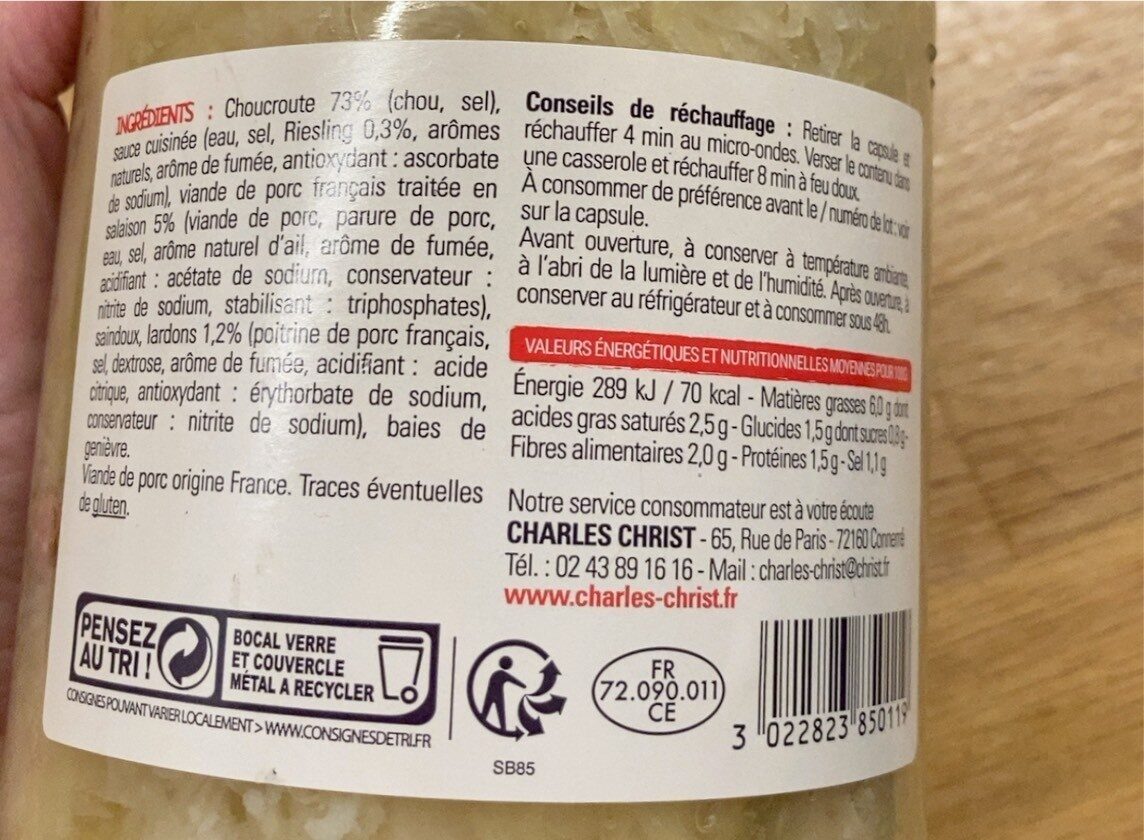 INGRÉDIENTS : Choucroute 73% (chou, sel),
sauce cuisinée (eau, sel, Riesling 0,3%, arômes
naturels, arôme de fumée, antioxydant : ascorbate
de sodium), viande de porc français traitée en
salaison 5% (viande de porc, parure de porc,
eau, sel, arôme naturel d'ail, arôme de fumée,
acidifiant : acétate de sodium, conservateur :
nitrite de sodium, stabilisant : triphosphates),
saindoux, lardons 1,2% (poitrine de porc français,
sel, dextrose, arôme de fumée, acidifiant : acide
citrique, antioxydant : érythorbate de sodium,
conservateur : nitrite de sodium), baies de
genièvre.
Viande de porc origine France. Traces éventuelles
de gluten.
Conseils de réchauffage : Retirer la capsule et
réchauffer 4 min au micro-ondes. Verser le contenu dans
une casserole et réchauffer 8 min à feu doux.
À consommer de préférence avant le / numéro de lot : voir
sur la capsule.
Avant ouverture, à conserver à température ambiante,
à l'abri de la lumière et de l'humidité. Après ouverture, à
conserver au réfrigérateur et à consommer sous 48h.
VALEURS ÉNERGÉTIQUES ET NUTRITIONNELLES MOYENNES POUR 100G
Énergie 289 kJ / 70 kcal - Matières grasses 6,0 g dont
acides gras saturés 2,5 g - Glucides 1,5 g dont sucres 0,8 g -
Fibres alimentaires 2,0 g - Protéines 1,5 g - Sel 1,1 g
Notre service consommateur est à votre écoute
CHARLES CHRIST - 65, Rue de Paris - 72160 Connerré
Tél. : 02 43 89 16 16 - Mail : charles-christ@christ.fr
www.charles-christ.fr
PENSEZ
AU TRI !
BOCAL VERRE
ET COUVERCLE
MÉTAL A RECYCLER
CONSIGNES POUVANT VARIER LOCALEMENT > WWW.CONSIGNESDETRI.FR
SB85
FR
72.090.011
CE
3 022823 850119